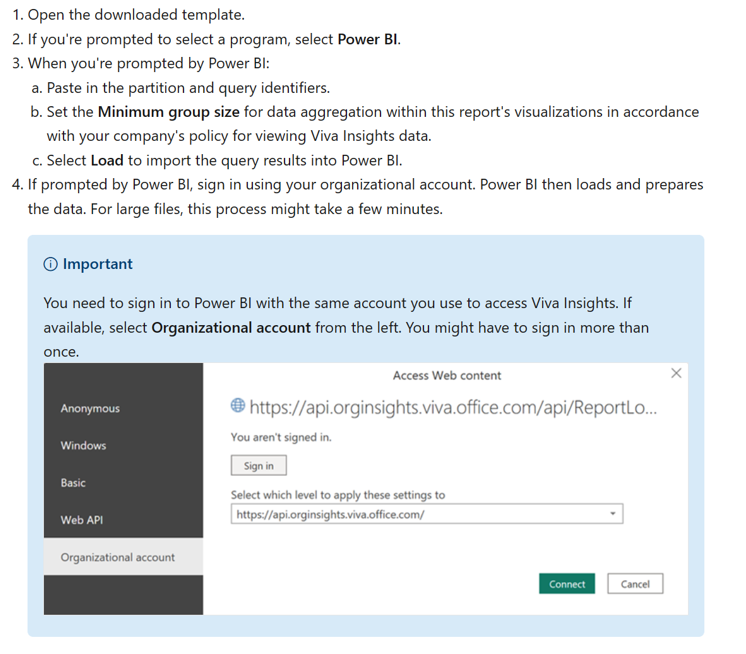 1. Open the downloaded template.
2. If you're prompted to select a program, select Power BI.
3. When you're prompted by Power BI:
a. Paste in the partition and query identifiers.
b. Set the Minimum group size for data aggregation within this report's visualizations in accordance
with your company's policy for viewing Viva Insights data.
c. Select Load to import the query results into Power BI.
4. If prompted by Power BI, sign in using your organizational account. Power BI then loads and prepares
the data. For large files, this process might take a few minutes.
Important
You need to sign in to Power BI with the same account you use to access Viva Insights. If
available, select Organizational account from the left. You might have to sign in more than
once.
Access Web content
Anonymous
Windows
Basic
Web API
Organizational account
https://api.orginsights.viva.office.com/api/ReportLo...
You aren't signed in.
Sign in
Select which level to apply these settings to
https://api.orginsights.viva.office.com/
Connect
Cancel